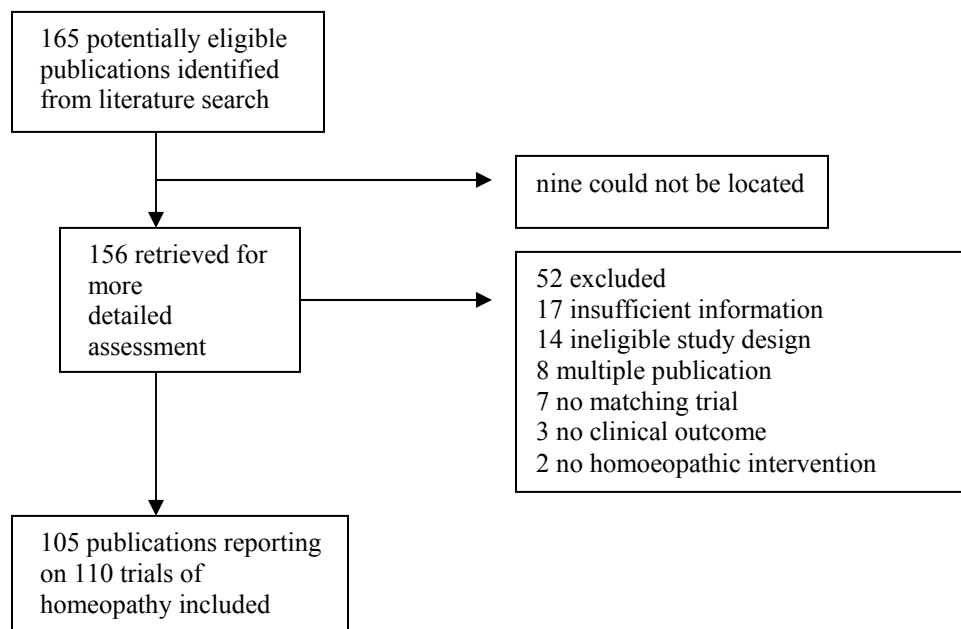 165 potentially eligible
publications identified
from literature search
nine could not be located
156 retrieved for
more
detailed
assessment
52 excluded
17 insufficient information
14 ineligible study design
8 multiple publication
7 no matching trial
3 no clinical outcome
2 no homoeopathic intervention
105 publications reporting
on 110 trials of
homeopathy included